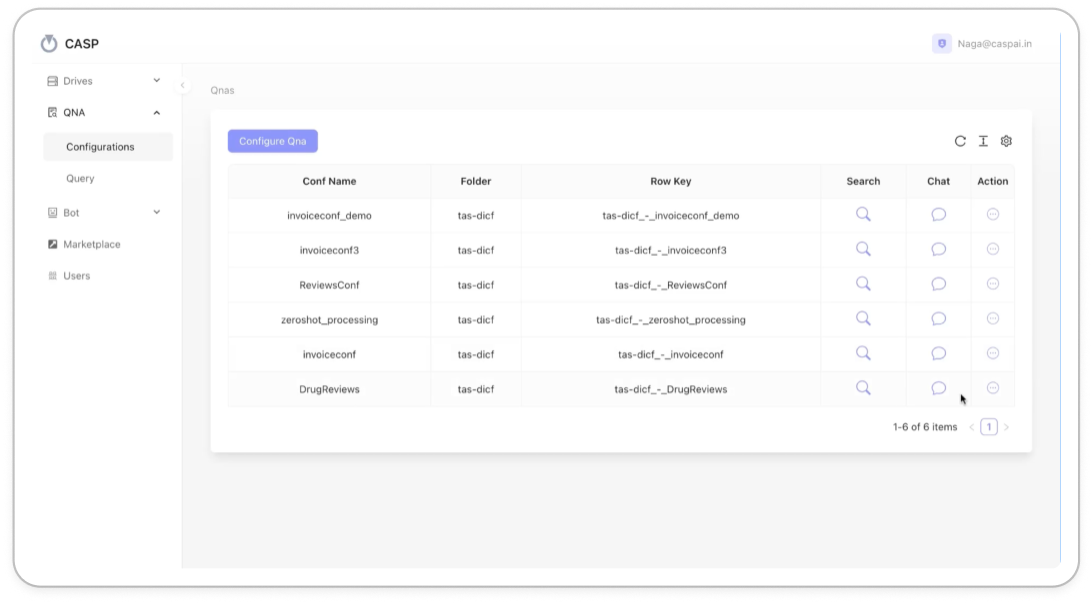 CASP
Naga@caspai.in
Drives
QNA
Configurations
Query
Bot
Marketplace
Users
Qnas
Configure Qna
Conf Name Folder Row Key Search Chat Action
invoiceconf_demo tas-dicf tas-dicf_-_invoiceconf_demo
invoiceconf3 tas-dicf tas-dicf_-_invoiceconf3
ReviewsConf tas-dicf tas-dicf_-_ReviewsConf
zeroshot_processing tas-dicf tas-dicf_-_zeroshot_processing
invoiceconf tas-dicf tas-dicf_-_invoiceconf
DrugReviews tas-dicf tas-dicf_-_DrugReviews
1-6 of 6 items < 1 >